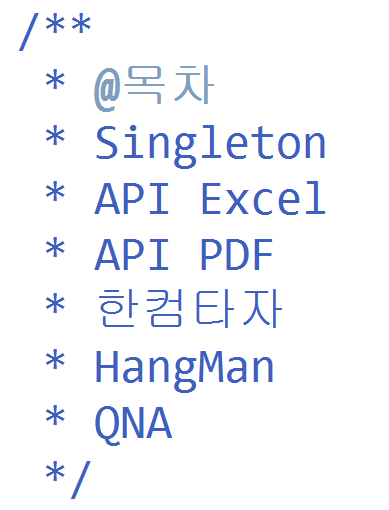 /**
 * @목차
 * Singleton
 * API Excel
 * API PDF
 * 한컴타자
 * HangMan
 * QNA
 */